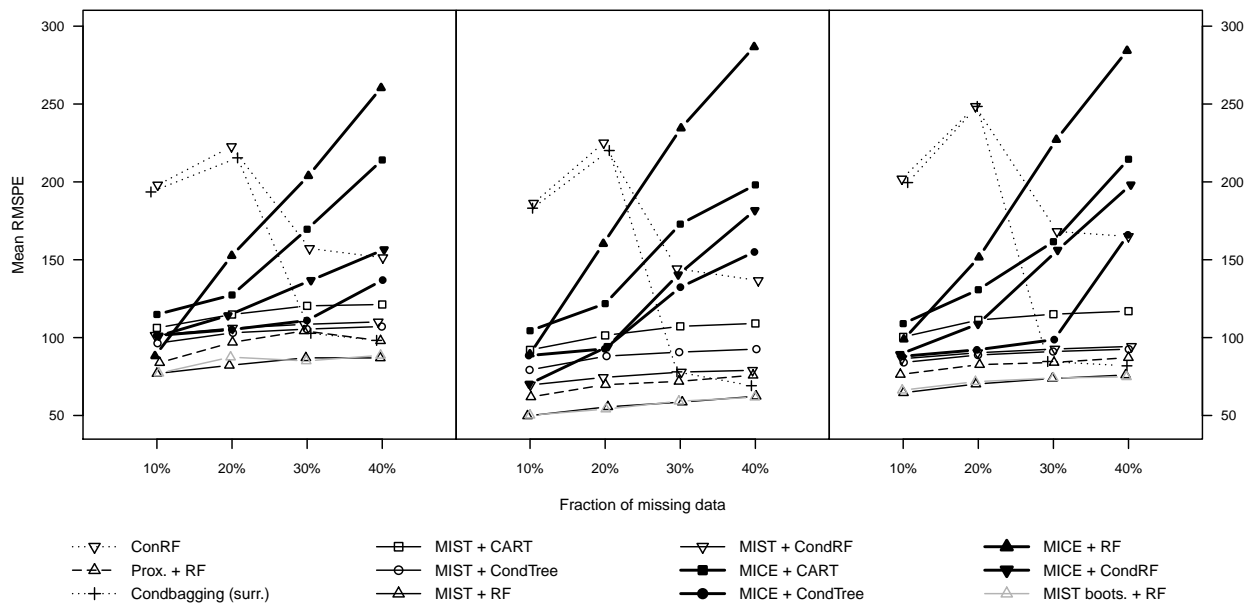 300
250
200
150
100
50
Mean RMSPE
10%
20%
30%
40%
10%
20%
30%
40%
10%
20%
30%
40%
300
250
200
150
100
50
Fraction of missing data
ConRF
Prox. + RF
Condbagging (surr.)
MIST + CART
MIST + CondTree
MIST + RF
MIST + CondRF
MICE + CART
MICE + CondTree
MICE + RF
MICE + CondRF
MIST boots. + RF